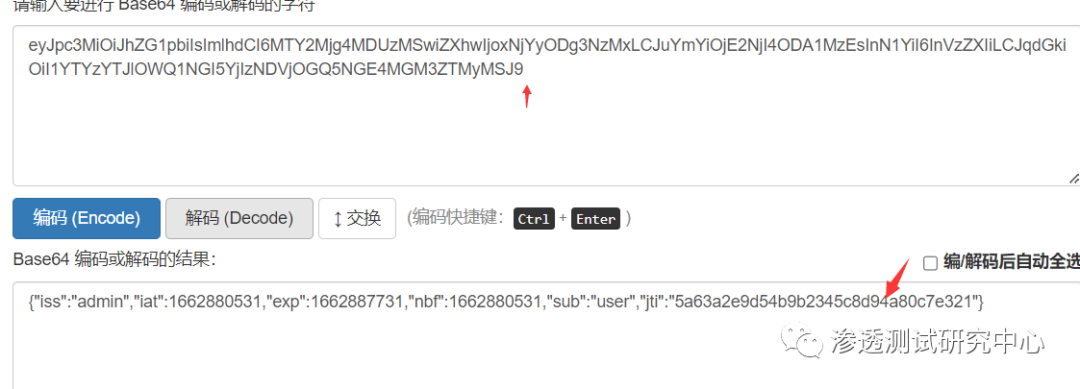 请输入要进行 Base64 编码或解码的字符
eyJpc3MiOiJhZG1pbiIsImlhdCI6MTY2Mjg4MDUzMSwiZXhwIjoxNjYyODg3NzMxLCJuYmYiOjE2NjI4ODA1MzEsInN1YiI6InVzZXIiLCJqdGki
OiI1YTYzYTJlOWQ1NGI5YjIzNDVjOGQ5NGE4MGM3ZTMyMSJ9
编码 (Encode) 解码 (Decode) ↕ 交换 (编码快捷键: Ctrl + Enter )
Base64 编码或解码的结果: 编/解码后自动全选
{"iss":"admin","iat":1662880531,"exp":1662887731,"nbf":1662880531,"sub":"user","jti":"5a63a2e9d54b9b2345c8d94a80c7e321"}
渗透测试研究中心